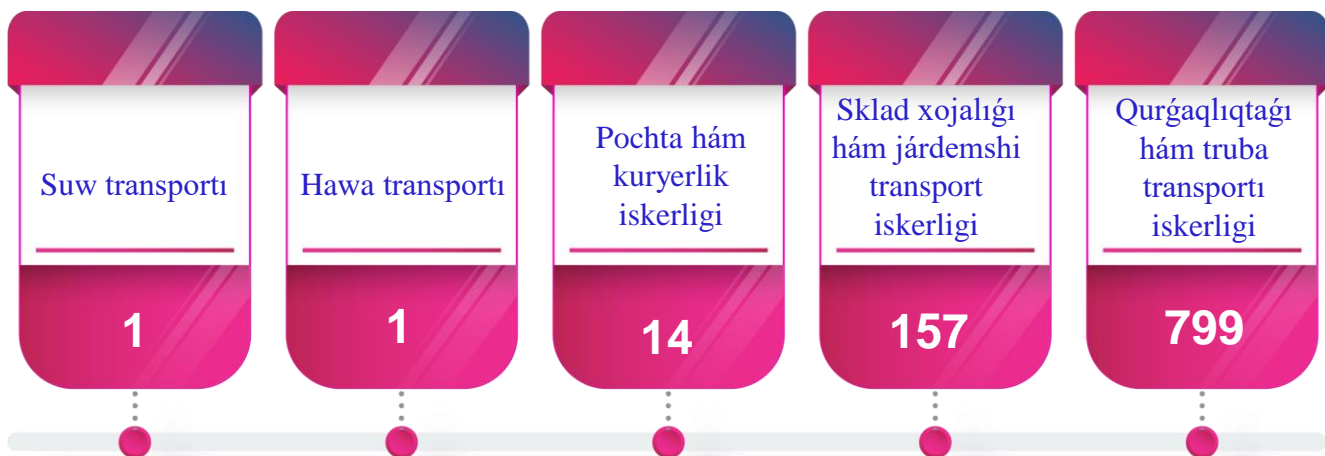 Suw transportı
1
Hawa transportı
1
Pochta hám
kuryerlik
iskerligi
14
Sklad xojalıǵı
hám járdemshi
transport
iskerligi
157
Qurǵaqlıqtaǵı
hám truba
transportı
iskerligi
799